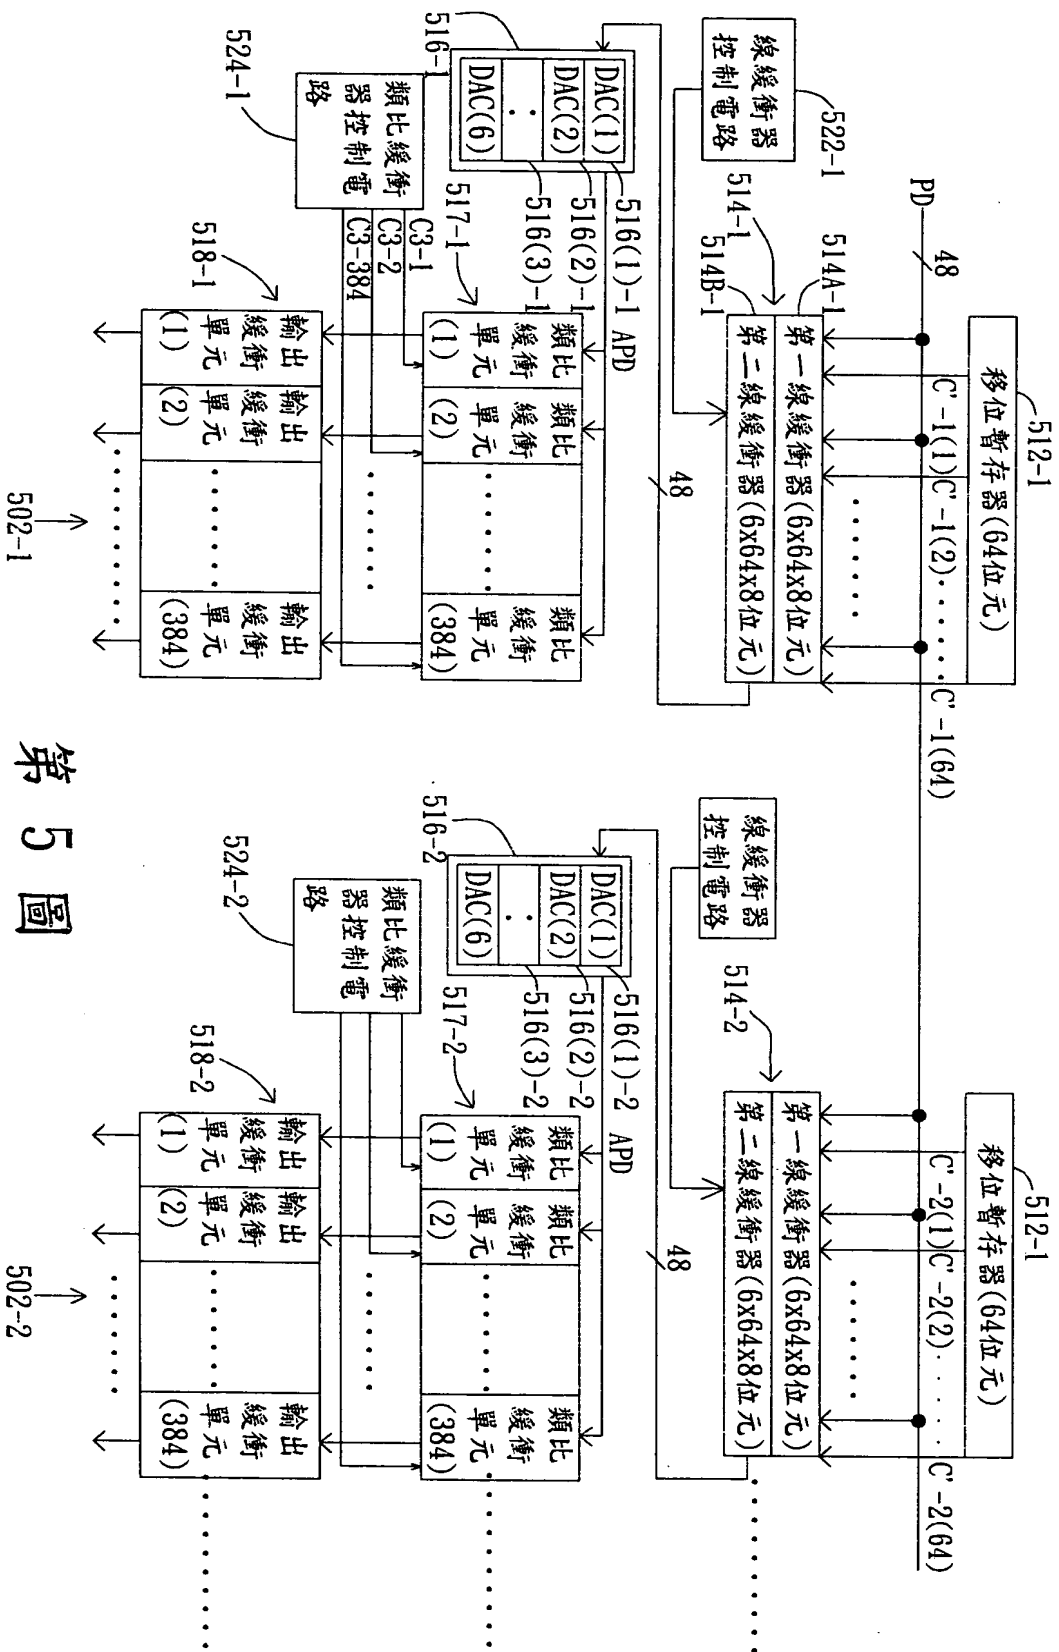 512-1
移位暫存器(64位元)
PD
48
C'-1(1)
C'-1(2)
C'-1(64)
522-1
線緩衝器
控制電路
514-1
514A-1
514B-1
第一線緩衝器(6x64x8位元)
第二線緩衝器(6x64x8位元)
48
516-1
DAC(1)
DAC(2)
DAC(6)
516(1)-1
516(2)-1
516(3)-1
APD
524-1
類比緩衝
器控制電
路
C3-1
C3-2
C3-384
517-1
類比
緩衝
單元
(1)
類比
緩衝
單元
(2)
類比
緩衝
單元
(384)
518-1
輸出
緩衝
單元
(1)
輸出
緩衝
單元
(2)
輸出
緩衝
單元
(384)
502-1
512-1
移位暫存器(64位元)
C'-2(1)
C'-2(2)
C'-2(64)
線緩衝器
控制電路
514-2
第一線緩衝器(6x64x8位元)
第二線緩衝器(6x64x8位元)
48
516-2
DAC(1)
DAC(2)
DAC(6)
516(1)-2
516(2)-2
516(3)-2
APD
524-2
類比緩衝
器控制電
路
517-2
類比
緩衝
單元
(1)
類比
緩衝
單元
(2)
類比
緩衝
單元
(384)
518-2
輸出
緩衝
單元
(1)
輸出
緩衝
單元
(2)
輸出
緩衝
單元
(384)
502-2
第 5 圖